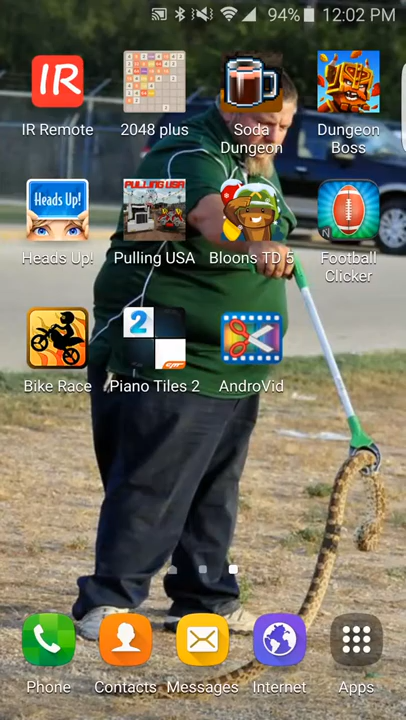 94% 12:02 PM
IR
IR Remote
2048 plus
Soda Dungeon
Dungeon Boss
Heads Up!
Heads Up!
PULLING USA
Pulling USA
Bloons TD 5
N
Football Clicker
Bike Race
2
Piano Tiles 2
AndroVid
Phone
Contacts
Messages
Internet
Apps